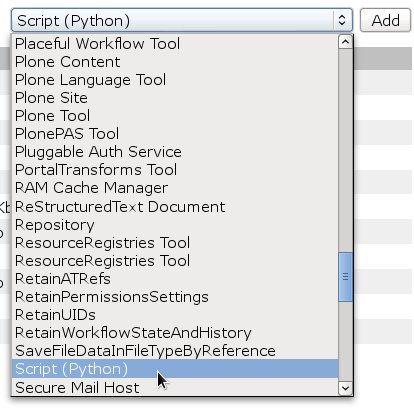 Script (Python)
Add
Placeful Workflow Tool
Plone Content
Plone Language Tool
Plone Site
Plone Tool
PlonePAS Tool
Pluggable Auth Service
PortalTransforms Tool
RAM Cache Manager
ReStructuredText Document
Repository
ResourceRegistries Tool
ResourceRegistries Tool
RetainATRefs
RetainPermissionsSettings
RetainUIDs
RetainWorkflowStateAndHistory
SaveFileDataInFileTypeByReference
Script (Python)
Secure Mail Host